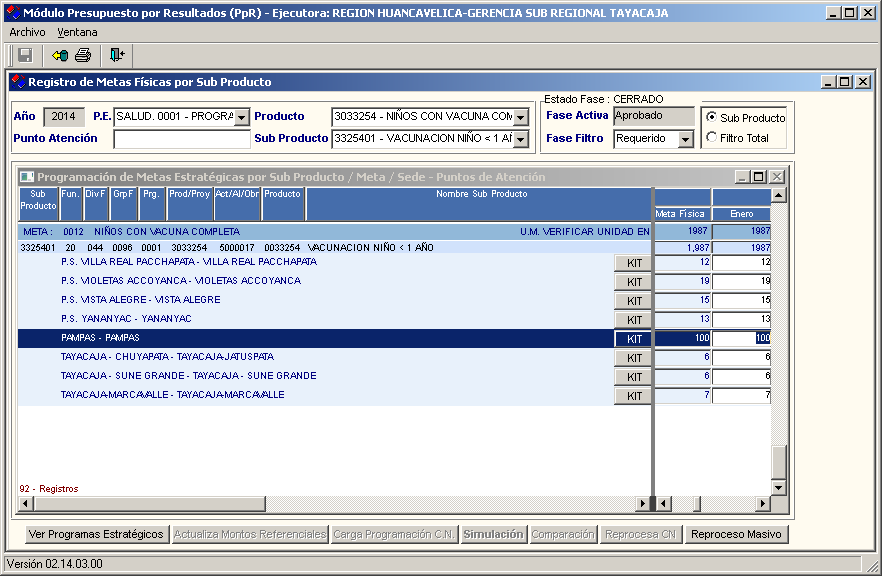 Módulo Presupuesto por Resultados (PpR) - Ejecutora: REGION HUANCAVELICA-GERENCIA SUB REGIONAL TAYACAJA
Archivo Ventana
Registro de Metas Físicas por Sub Producto
Estado Fase : CERRADO
Año 2014 P.E. SALUD. 0001 - PROGRA Producto 3033254 - NIÑOS CON VACUNA COM Fase Activa Aprobado Sub Producto
Punto Atención Sub Producto 3325401 - VACUNACION NIÑO < 1 AÑ Fase Filtro Requerido Filtro Total
Programación de Metas Estratégicas por Sub Producto / Meta / Sede - Puntos de Atención
Sub Producto Fun. Div F Grp F Prg. Prod/Proy Act/AI/Obr Producto Nombre Sub Producto
Meta Física Enero
META : 0012 NIÑOS CON VACUNA COMPLETA U.M. VERIFICAR UNIDAD EN 1987 1987
3325401 20 044 0096 0001 3033254 5000017 0033254 VACUNACION NIÑO < 1 AÑO 1,987 1987
P.S. VILLA REAL PACCHAPATA - VILLA REAL PACCHAPATA KIT 12 12
P.S. VIOLETAS ACCOYANCA - VIOLETAS ACCOYANCA KIT 19 19
P.S. VISTA ALEGRE - VISTA ALEGRE KIT 15 15
P.S. YANANYAC - YANANYAC KIT 13 13
PAMPAS - PAMPAS KIT 100 100
TAYACAJA - CHUYAPATA - TAYACAJA-JATUSPATA KIT 6 6
TAYACAJA - SUNE GRANDE - TAYACAJA - SUNE GRANDE KIT 6 6
TAYACAJA-MARCAVALLE - TAYACAJA-MARCAVALLE KIT 7 7
92 - Registros
Ver Programas Estratégicos Actualiza Montos Referenciales Carga Programación C.N. Simulación Comparación Reprocesa CN Reproceso Masivo
Versión 02.14.03.00